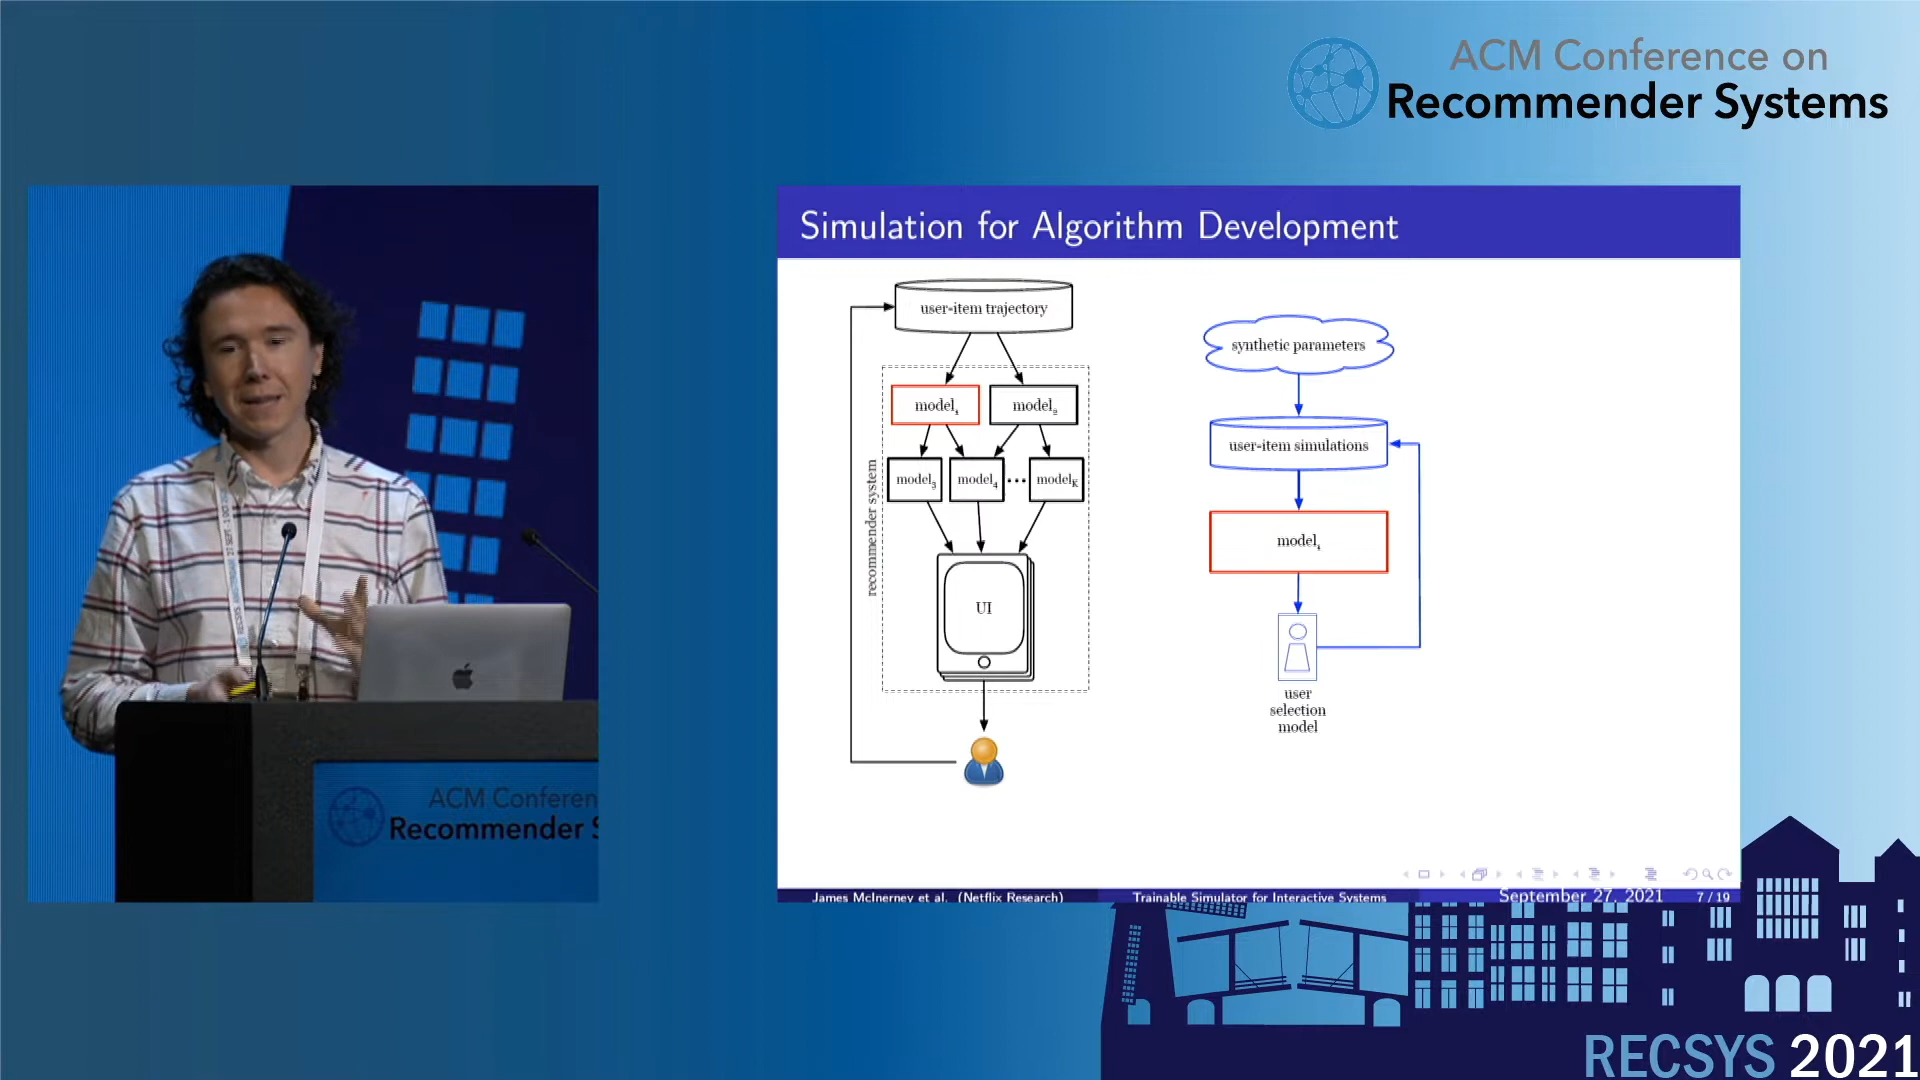 ACM Conference on
Recommender Systems
Simulation for Algorithm Development
user-item trajectory
model₁
model₂
model₃
model₄
...
model_K
recommender system
UI
synthetic parameters
user-item simulations
model₁
user
selection
model
ACM Conferen
Recommender S
James McInerney et al. (Netflix Research)
Trainable Simulator for Interactive Systems
September 27, 2021
7 / 19
RECSYS 2021